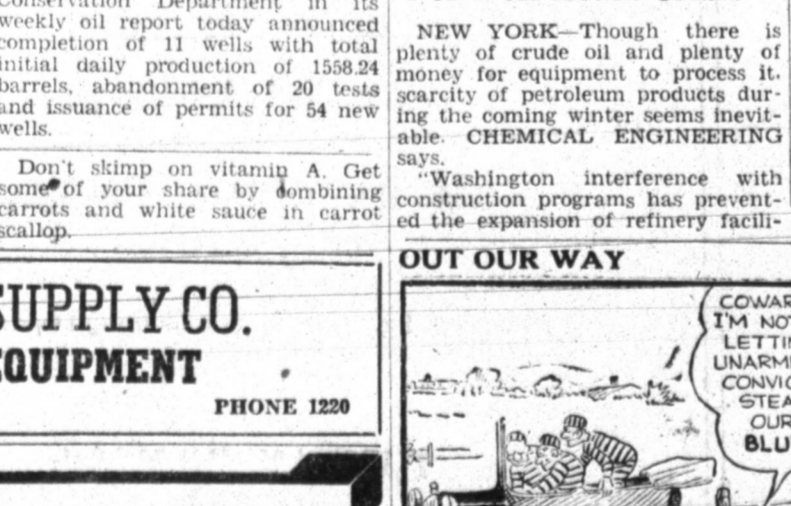 Conservation Department in its
weekly oil report today announced
completion of 11 wells with total
initial daily production of 1558.24
barrels, abandonment of 20 tests
and issuance of permits for 54 new
wells.
Don't skimp on vitamin A. Get
some of your share by combining
carrots and white sauce in carrot
scallop.
SUPPLY CO.
EQUIPMENT
PHONE 1220
NEW YORK—Though there is
plenty of crude oil and plenty of
money for equipment to process it,
scarcity of petroleum products dur-
ing the coming winter seems inevit-
able. CHEMICAL ENGINEERING
says.
"Washington interference with
construction programs has prevent-
ed the expansion of refinery facili-
OUT OUR WAY
COWAR
I'M NOT
LETTIN
UNARM
CONVIC
STEA
OUR
BLU